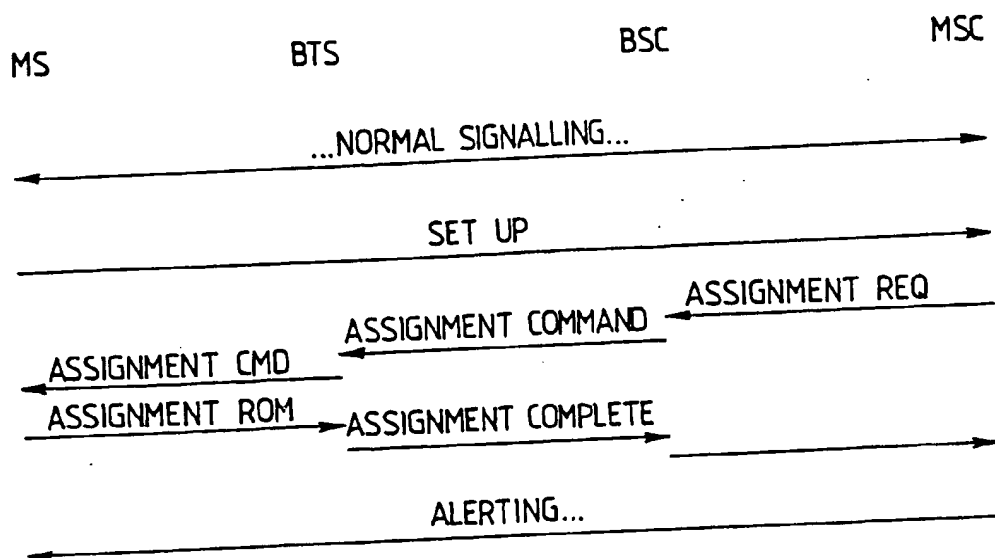 MS BTS BSC MSC
...NORMAL SIGNALLING...
SET UP
ASSIGNMENT REQ
ASSIGNMENT COMMAND
ASSIGNMENT CMD
ASSIGNMENT ROM
ASSIGNMENT COMPLETE
ALERTING...